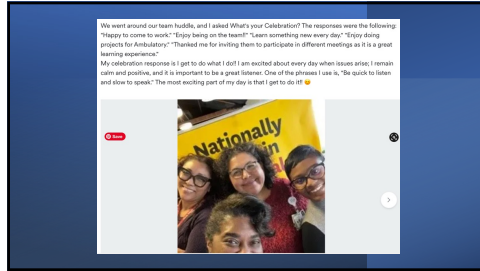 We went around our team huddle, and I asked What's your Celebration? The responses were the following:
"Happy to come to work." "Enjoy being on the team!!" "Learn something new every day." "Enjoy doing
projects for Ambulatory." "Thanked me for inviting them to participate in different meetings as it is a great
learning experience."
My celebration response is I get to do what I do!! I am excited about every day when issues arise; I remain
calm and positive, and it is important to be a great listener. One of the phrases I use is, "Be quick to listen
and slow to speak." The most exciting part of my day is that I get to do it!! 😊
Save
Nationally
in